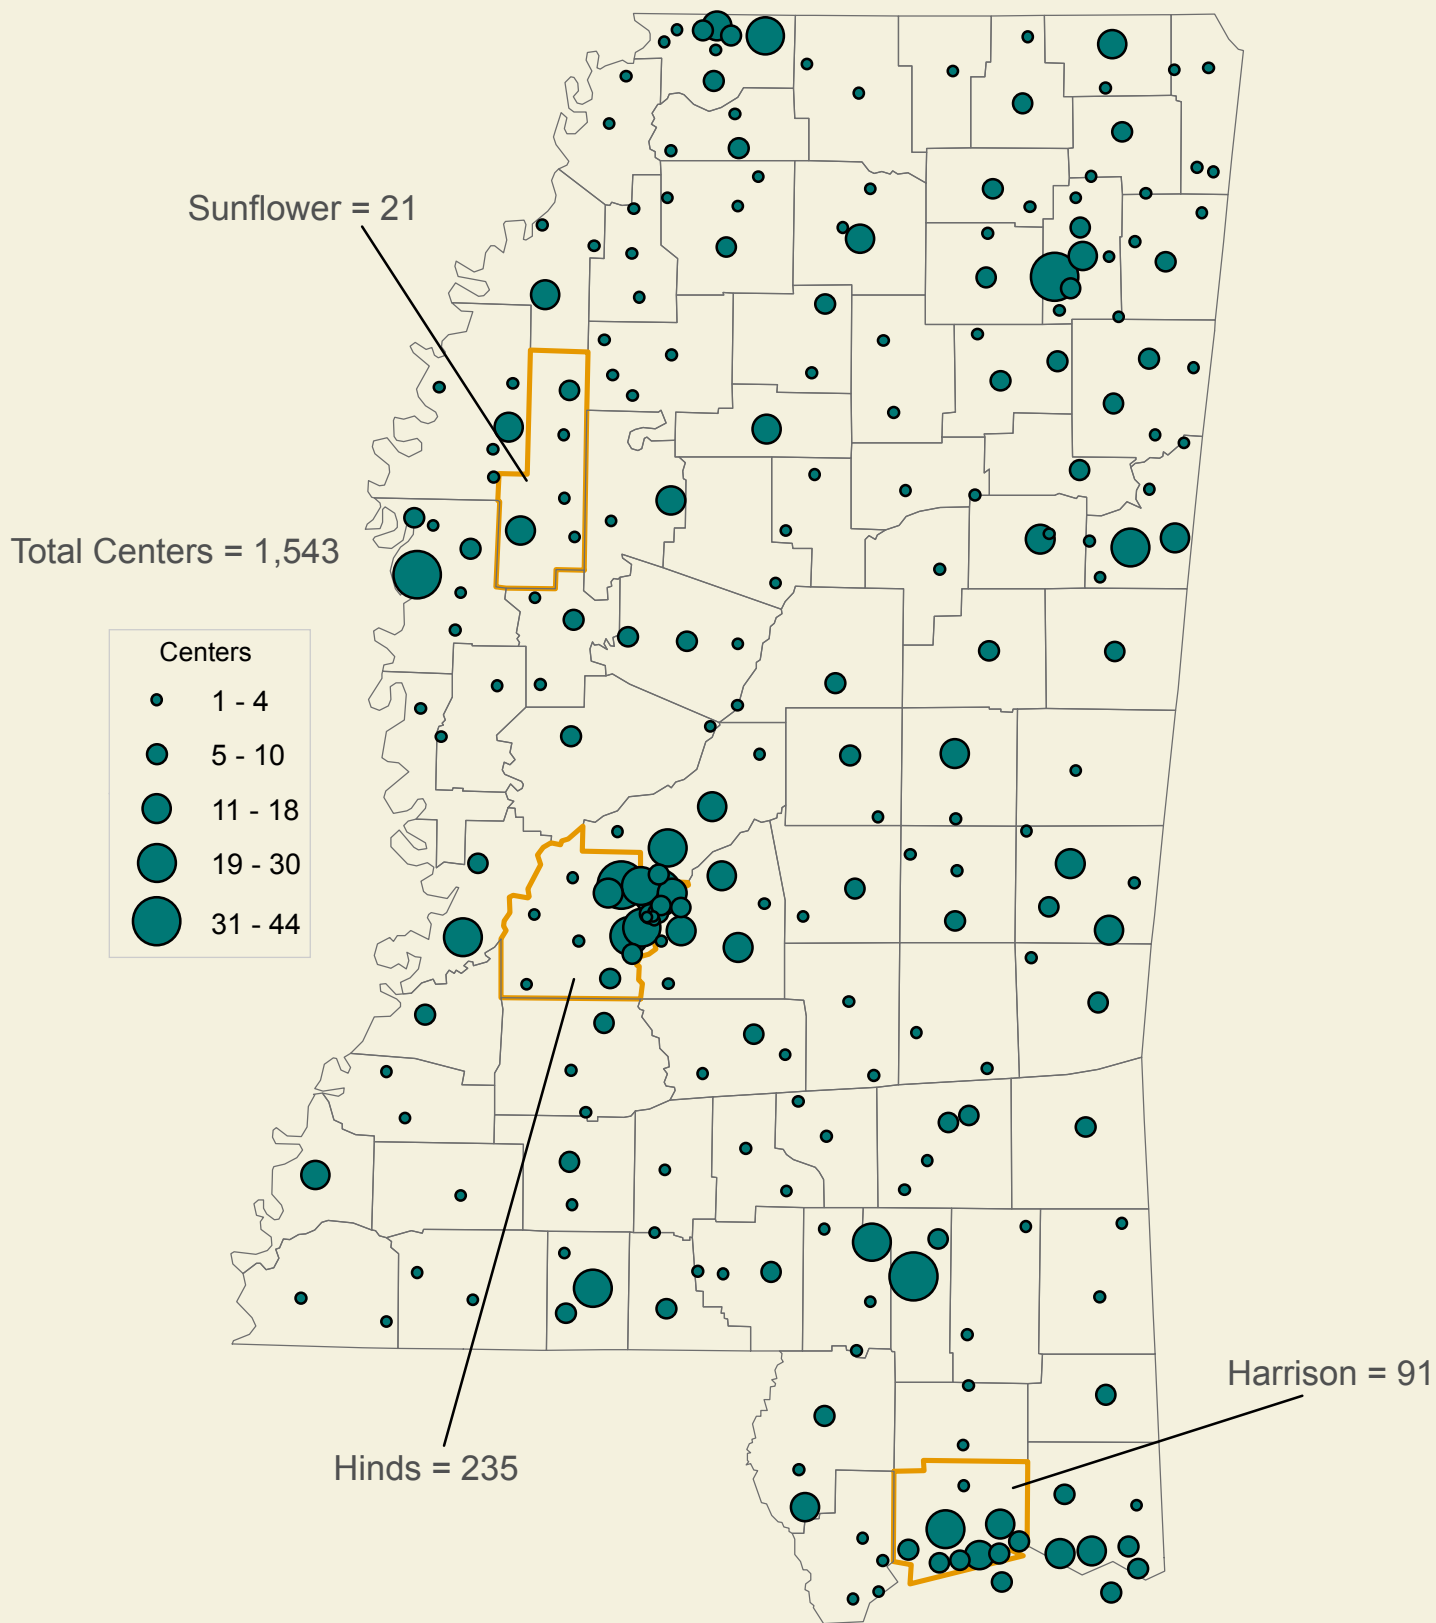 Sunflower = 21
Total Centers = 1,543
Centers
1 - 4
5 - 10
11 - 18
19 - 30
31 - 44
Harrison = 91
Hinds = 235